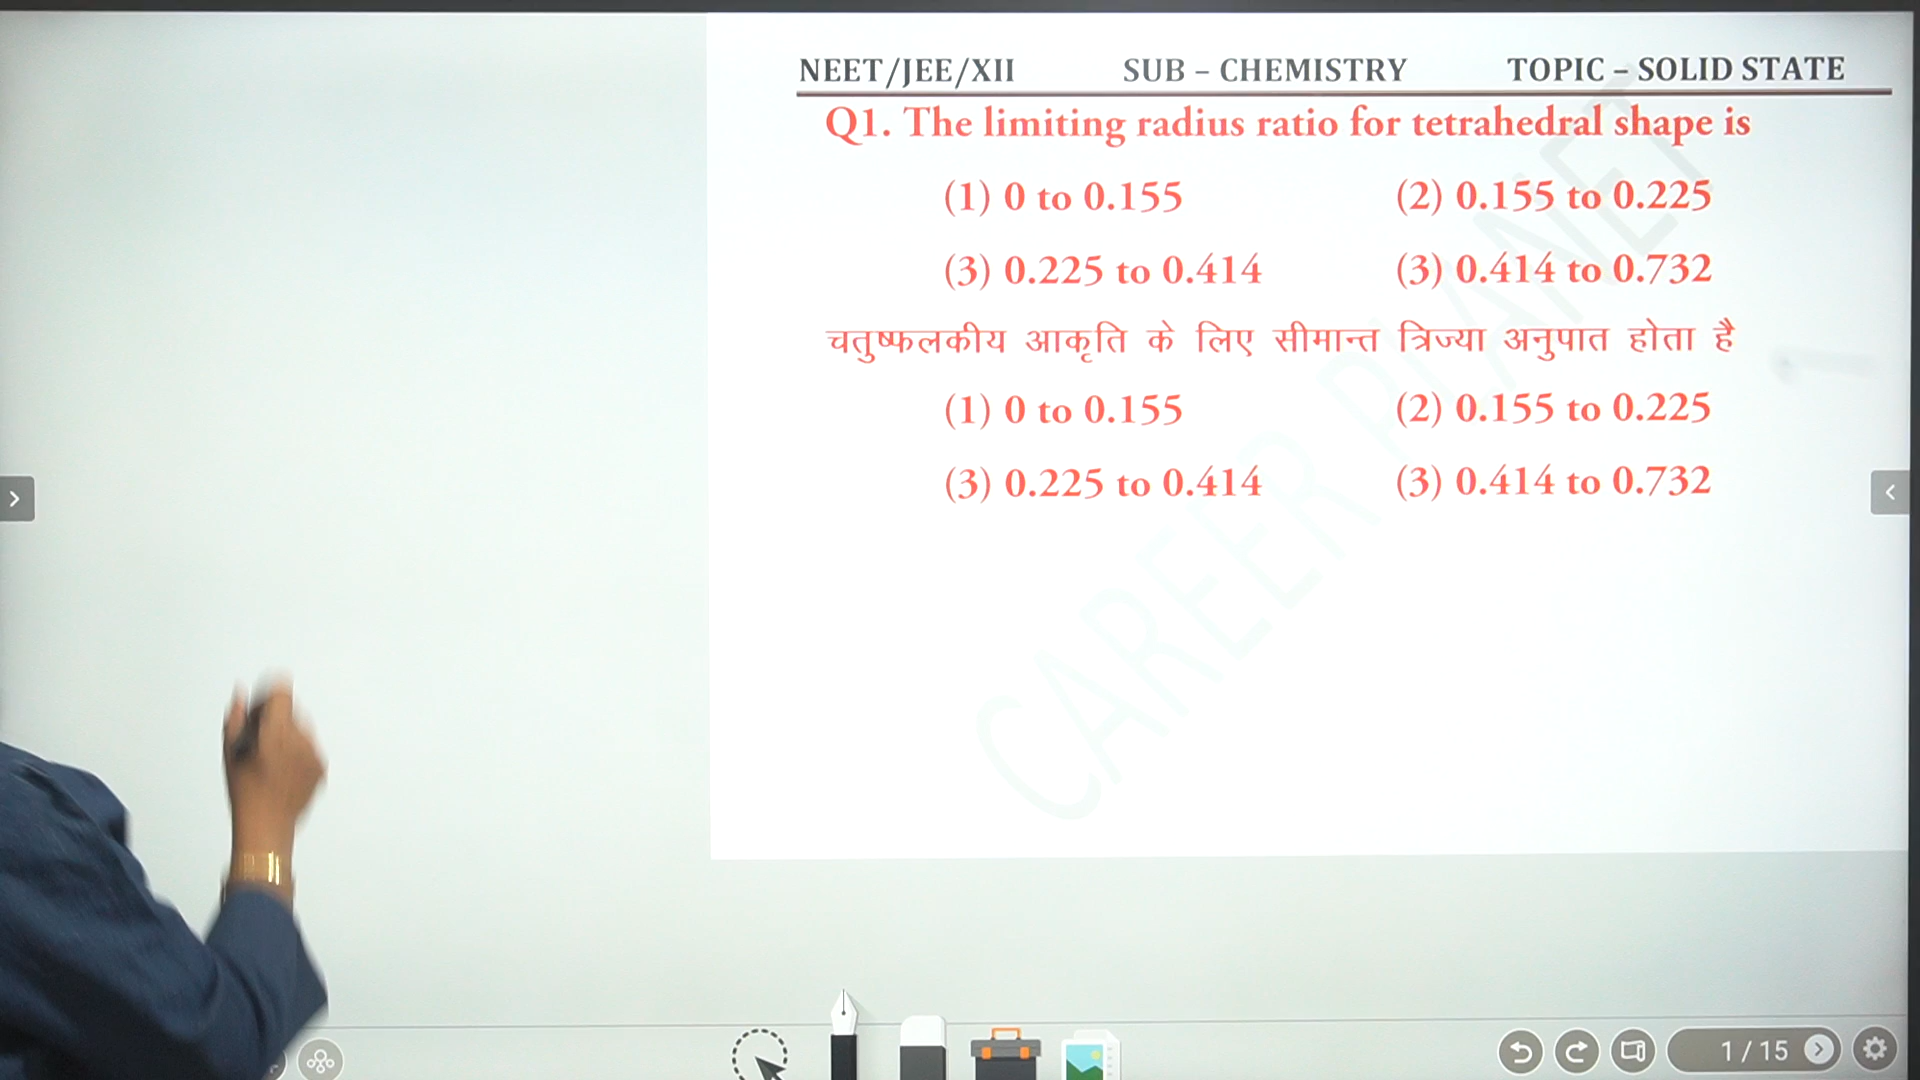 NEET/JEE/XII SUB – CHEMISTRY TOPIC – SOLID STATE
Q1. The limiting radius ratio for tetrahedral shape is
(1) 0 to 0.155 (2) 0.155 to 0.225
(3) 0.225 to 0.414 (3) 0.414 to 0.732
चतुष्फलकीय आकृति के लिए सीमान्त त्रिज्या अनुपात होता है
(1) 0 to 0.155 (2) 0.155 to 0.225
(3) 0.225 to 0.414 (3) 0.414 to 0.732
CAREER PLANET
1 / 15